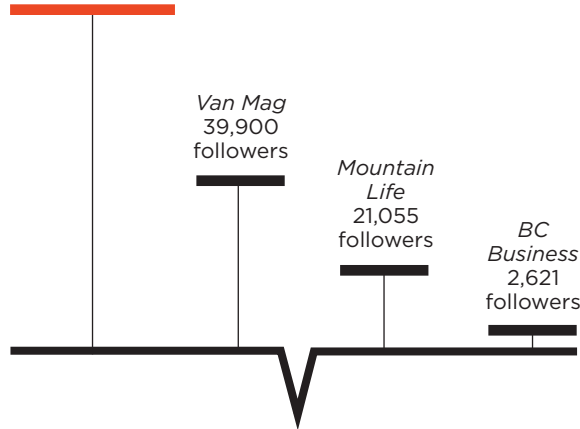 Van Mag
39,900
followers
Mountain
Life
21,055
followers
BC
Business
2,621
followers